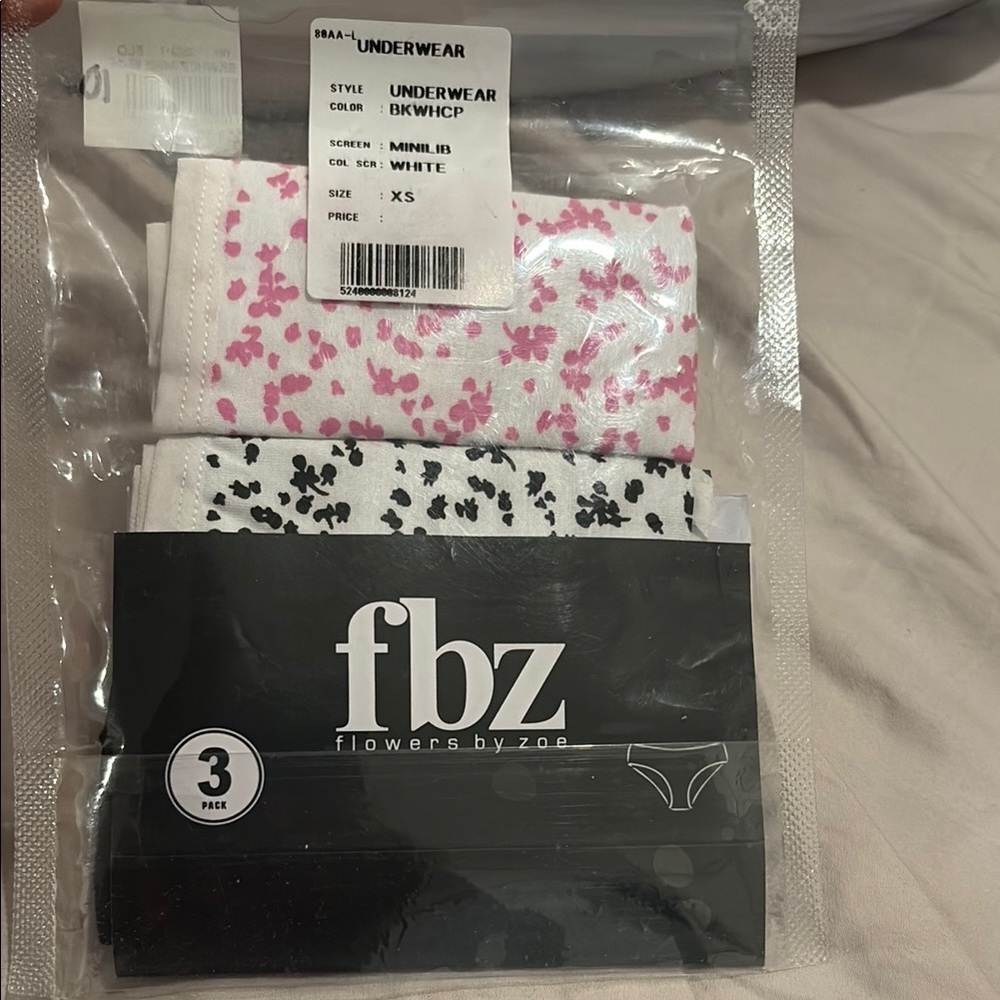 80AA-L
UNDERWEAR
STYLE UNDERWEAR
COLOR : BKWHCP
SCREEN : MINILIB
COL SCR: WHITE
SIZE : XS
PRICE :
10
fbz
flowers by zoe
3
PACK